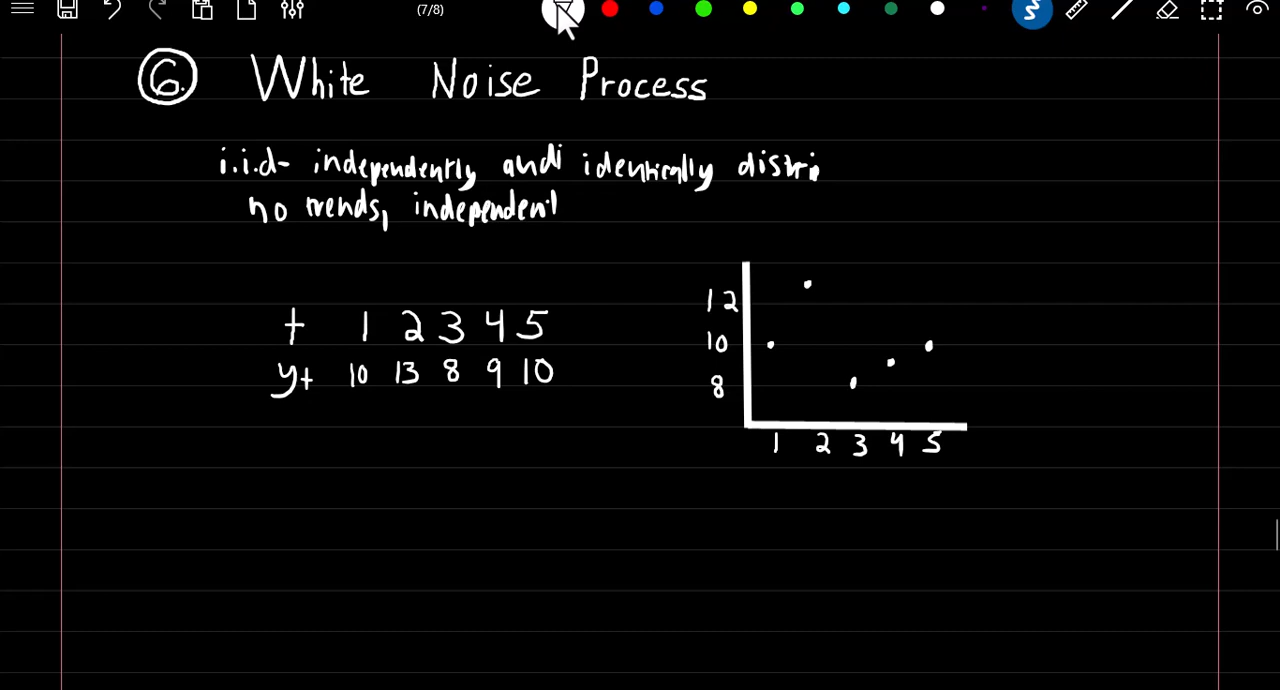 (7/8)
6. White Noise Process
i.i.d- independently and identically distri
no trends, independent
t 1 2 3 4 5
yt 10 13 8 9 10
12
10
8
1 2 3 4 5